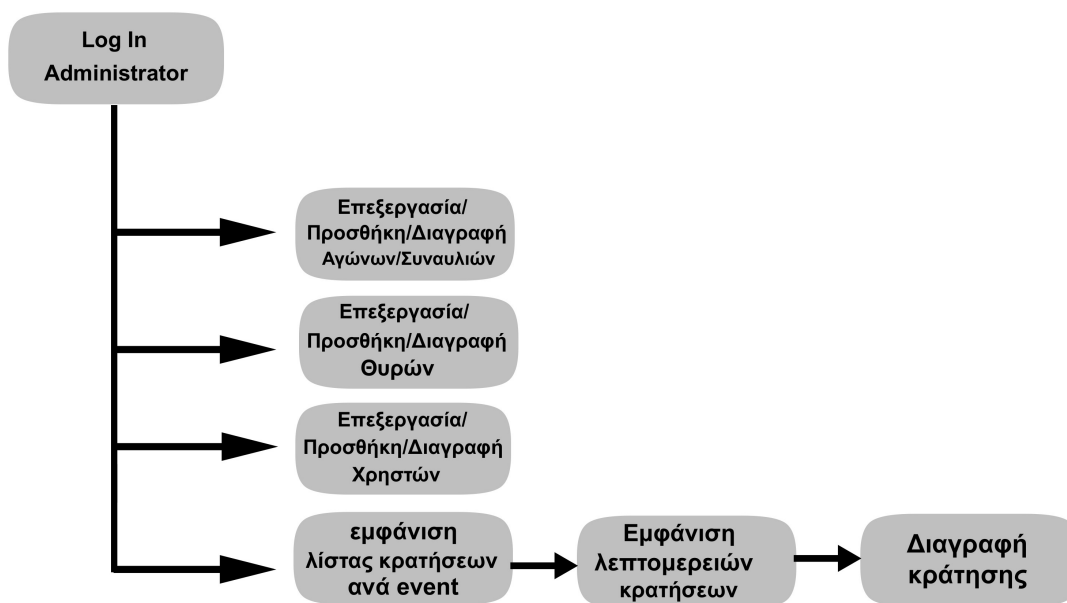 Log In
Administrator
Επεξεργασία/
Προσθήκη/Διαγραφή
Αγώνων/Συναυλιών
Επεξεργασία/
Προσθήκη/Διαγραφή
Θυρών
Επεξεργασία/
Προσθήκη/Διαγραφή
Χρηστών
εμφάνιση
λίστας κρατήσεων
ανά event
Εμφάνιση
λεπτομερειών
κρατήσεων
Διαγραφή
κράτησης